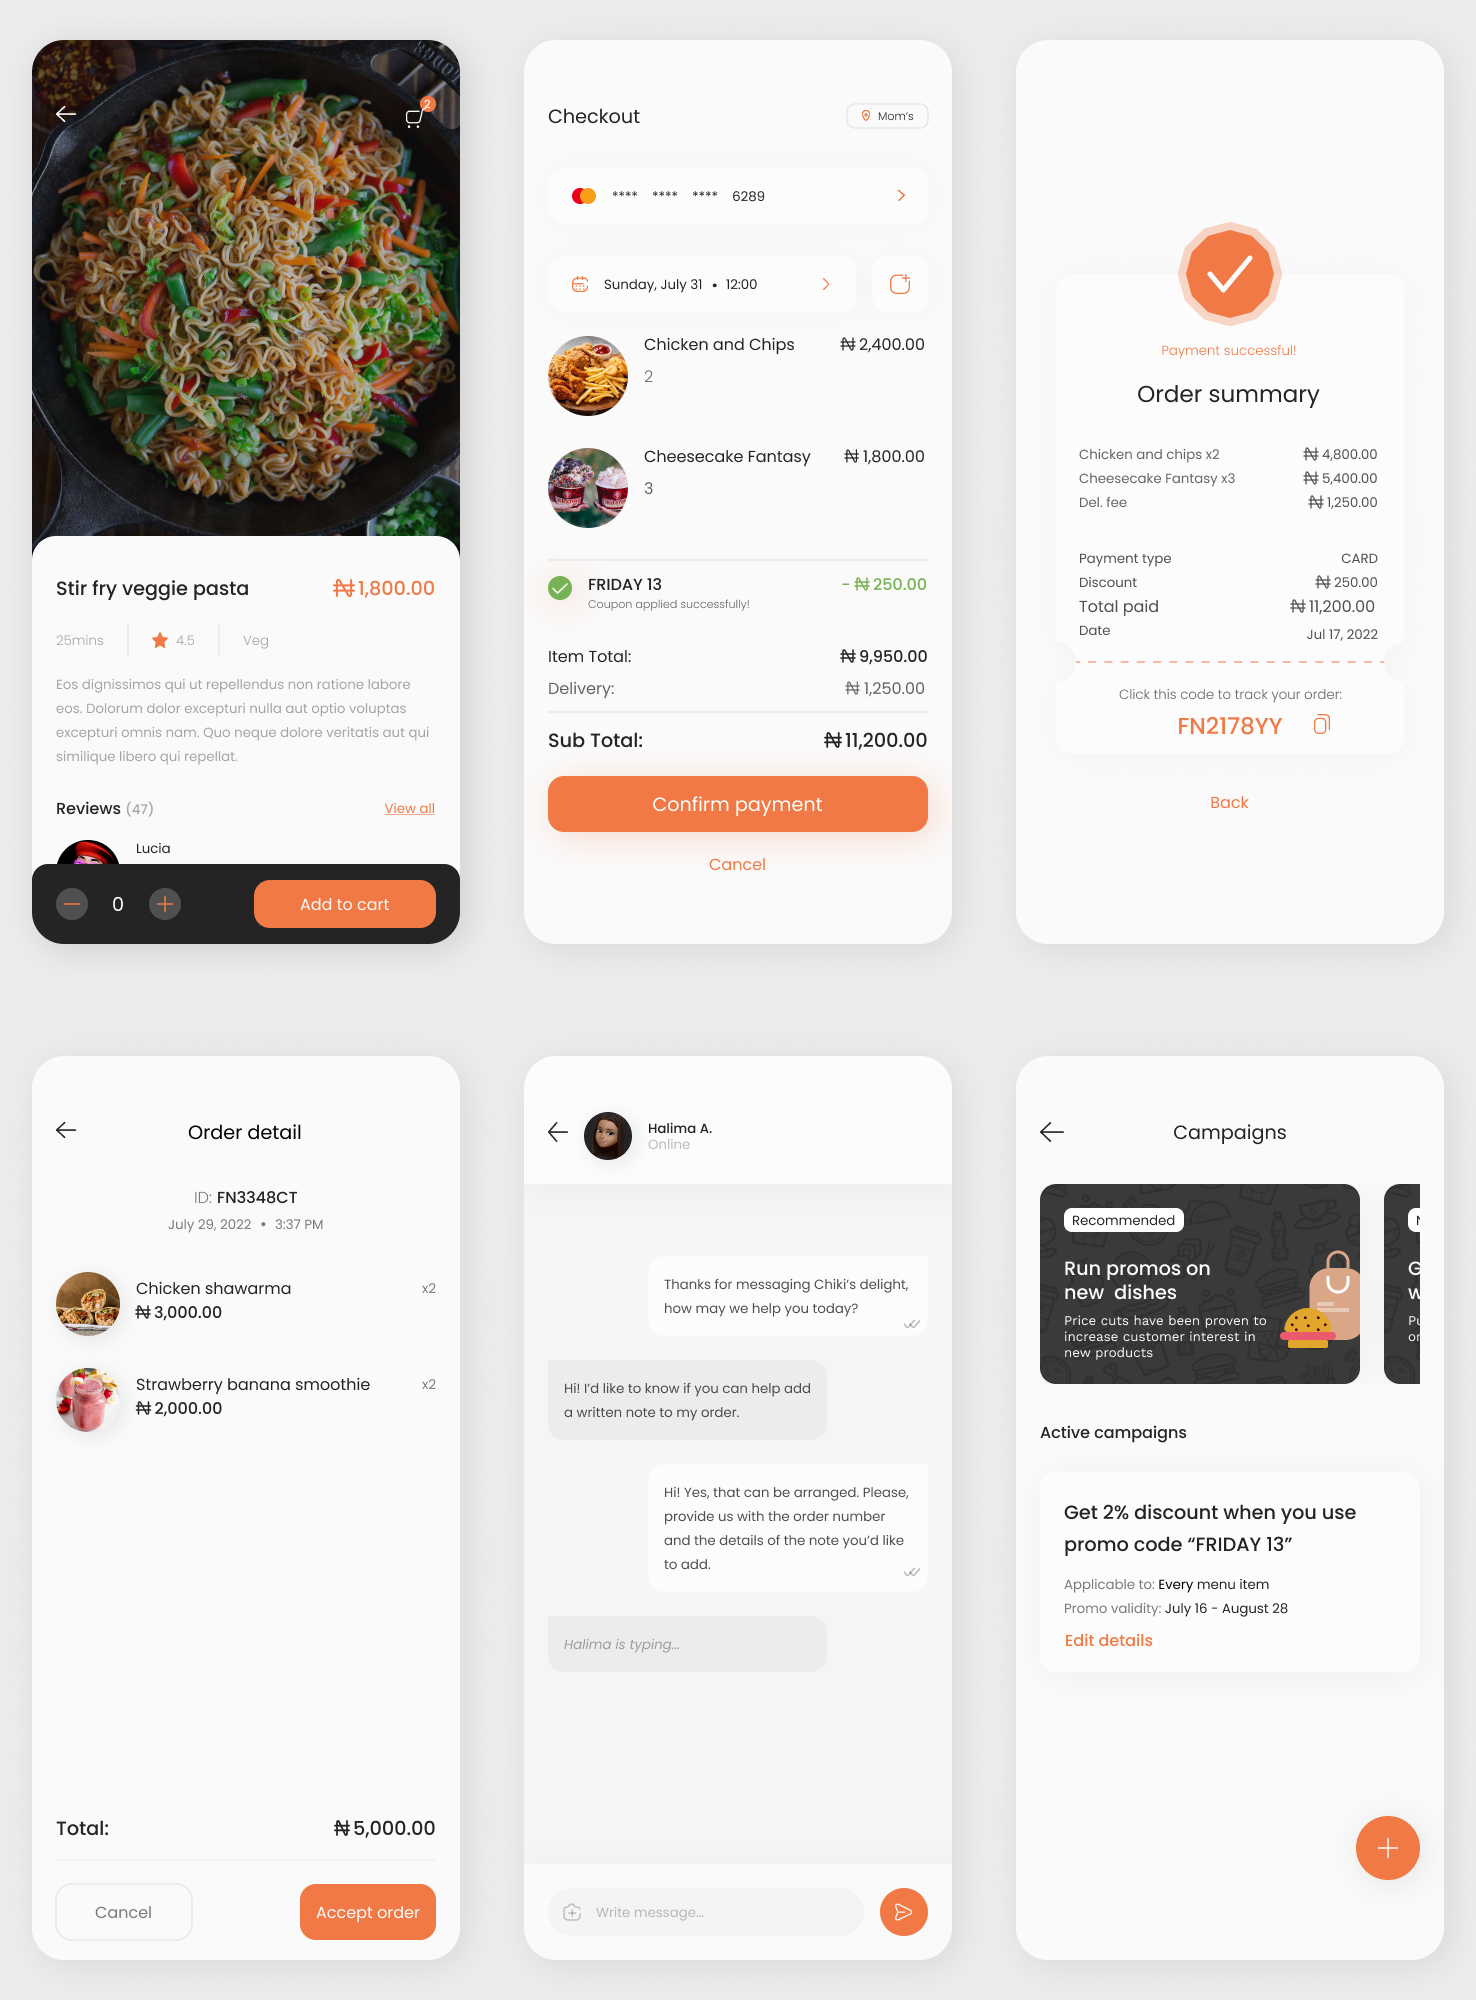 2
Stir fry veggie pasta
₦ 1,800.00
25mins
4.5
Veg
Eos dignissimos qui ut repellendus non ratione labore
eos. Dolorum dolor excepturi nulla aut optio voluptas
excepturi omnis nam. Quo neque dolore veritatis aut qui
similique libero qui repellat.
Reviews (47)
View all
Lucia
0
Add to cart
Checkout
Mom's
**** **** **** 6289
Sunday, July 31 • 12:00
Chicken and Chips
₦ 2,400.00
2
Cheesecake Fantasy
₦ 1,800.00
3
FRIDAY 13
- ₦ 250.00
Coupon applied successfully!
Item Total:
₦ 9,950.00
Delivery:
₦ 1,250.00
Sub Total:
₦ 11,200.00
Confirm payment
Cancel
Payment successful!
Order summary
Chicken and chips x2
₦ 4,800.00
Cheesecake Fantasy x3
₦ 5,400.00
Del. fee
₦ 1,250.00
Payment type
CARD
Discount
₦ 250.00
Total paid
₦ 11,200.00
Date
Jul 17, 2022
Click this code to track your order:
FN2178YY
Back
Order detail
ID: FN3348CT
July 29, 2022 • 3:37 PM
Chicken shawarma
x2
₦ 3,000.00
Strawberry banana smoothie
x2
₦ 2,000.00
Total:
₦ 5,000.00
Cancel
Accept order
Halima A.
Online
Thanks for messaging Chiki’s delight,
how may we help you today?
Hi! I’d like to know if you can help add
a written note to my order.
Hi! Yes, that can be arranged. Please,
provide us with the order number
and the details of the note you’d like
to add.
Halima is typing...
Write message...
Campaigns
Recommended
Run promos on
new dishes
Price cuts have been proven to
increase customer interest in
new products
Active campaigns
Get 2% discount when you use
promo code “FRIDAY 13”
Applicable to: Every menu item
Promo validity: July 16 - August 28
Edit details